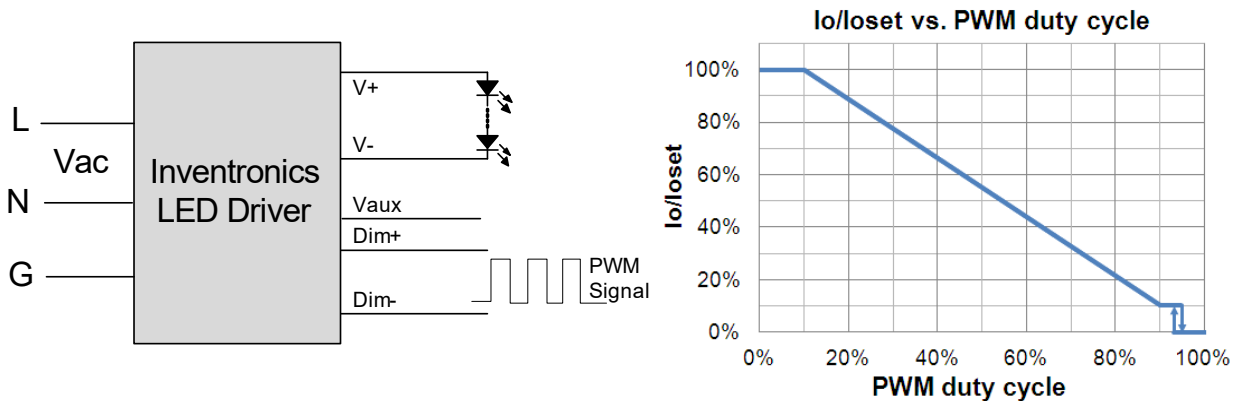 L
Vac
N
G
Inventronics
LED Driver
V+
V-
Vaux
Dim+
Dim-
PWM
Signal
Io/Ioset vs. PWM duty cycle
Io/Ioset
100%
80%
60%
40%
20%
0%
0% 20% 40% 60% 80% 100%
PWM duty cycle